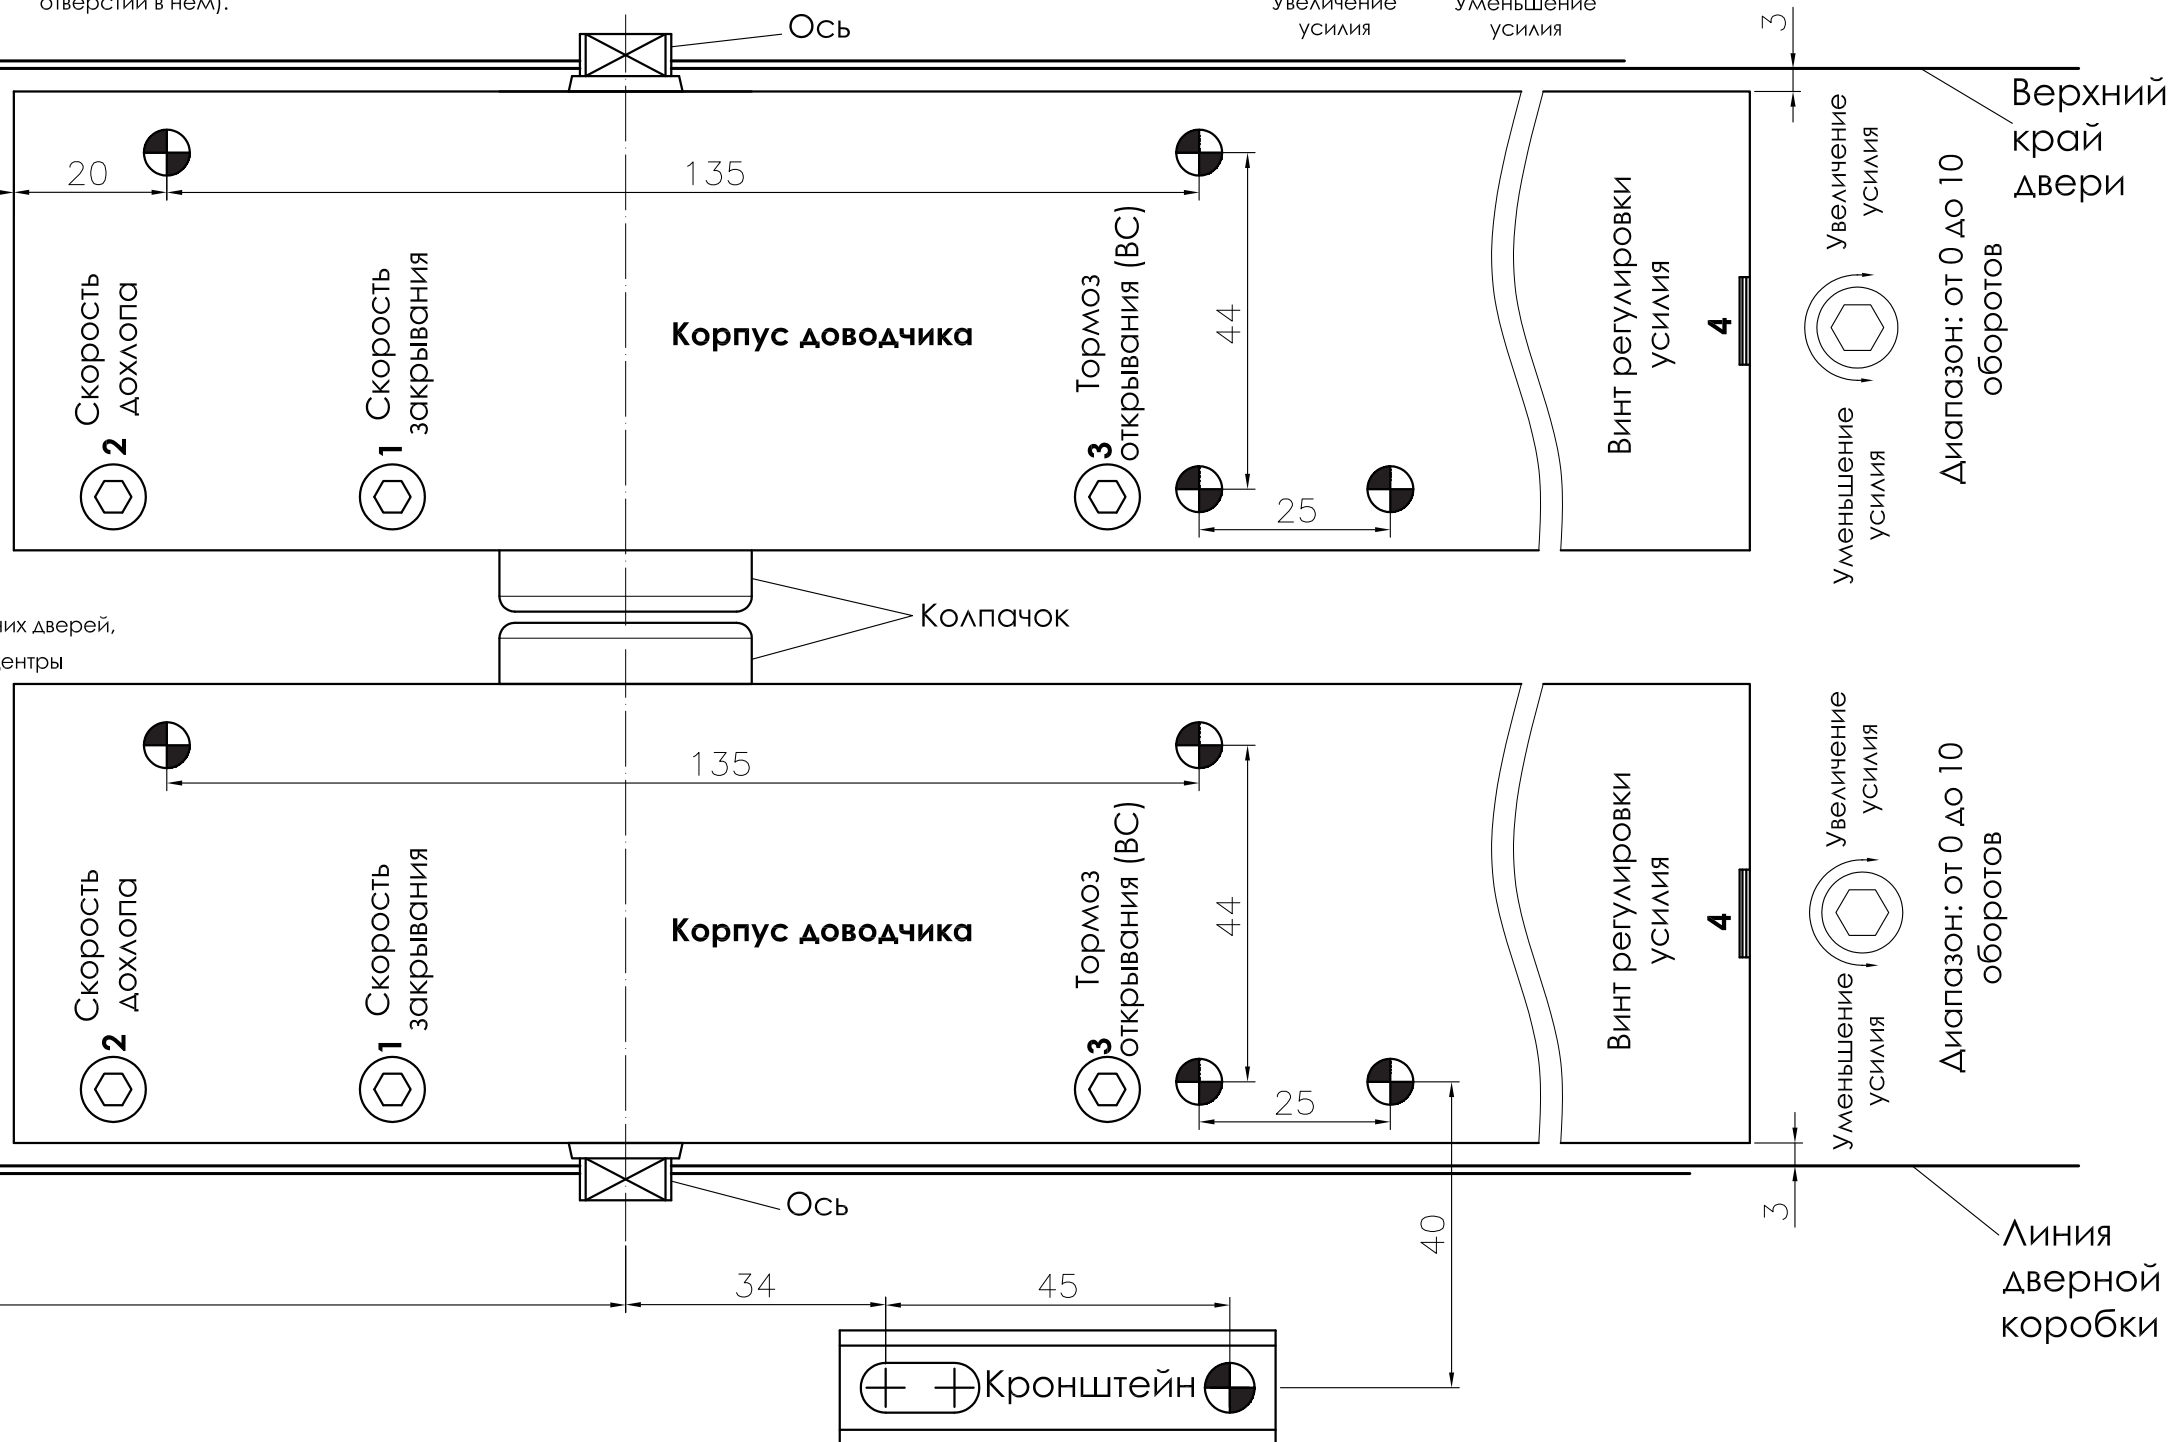 отверстий в нем).
Увеличение
усилия
Уменьшение
усилия
Ось
3
Верхний
край
двери
20
135
44
25
2
Скорость
дохлопа
1
Скорость
закрывания
Корпус доводчика
3
Тормоз
открывания (BC)
Винт регулировки
усилия
4
Увеличение
усилия
Уменьшение
усилия
Диапазон: от 0 до 10
оборотов
Колпачок
них дверей,
центры
135
44
25
2
Скорость
дохлопа
1
Скорость
закрывания
Корпус доводчика
3
Тормоз
открывания (BC)
Винт регулировки
усилия
4
Увеличение
усилия
Уменьшение
усилия
Диапазон: от 0 до 10
оборотов
Ось
3
40
Линия
дверной
коробки
34
45
Кронштейн